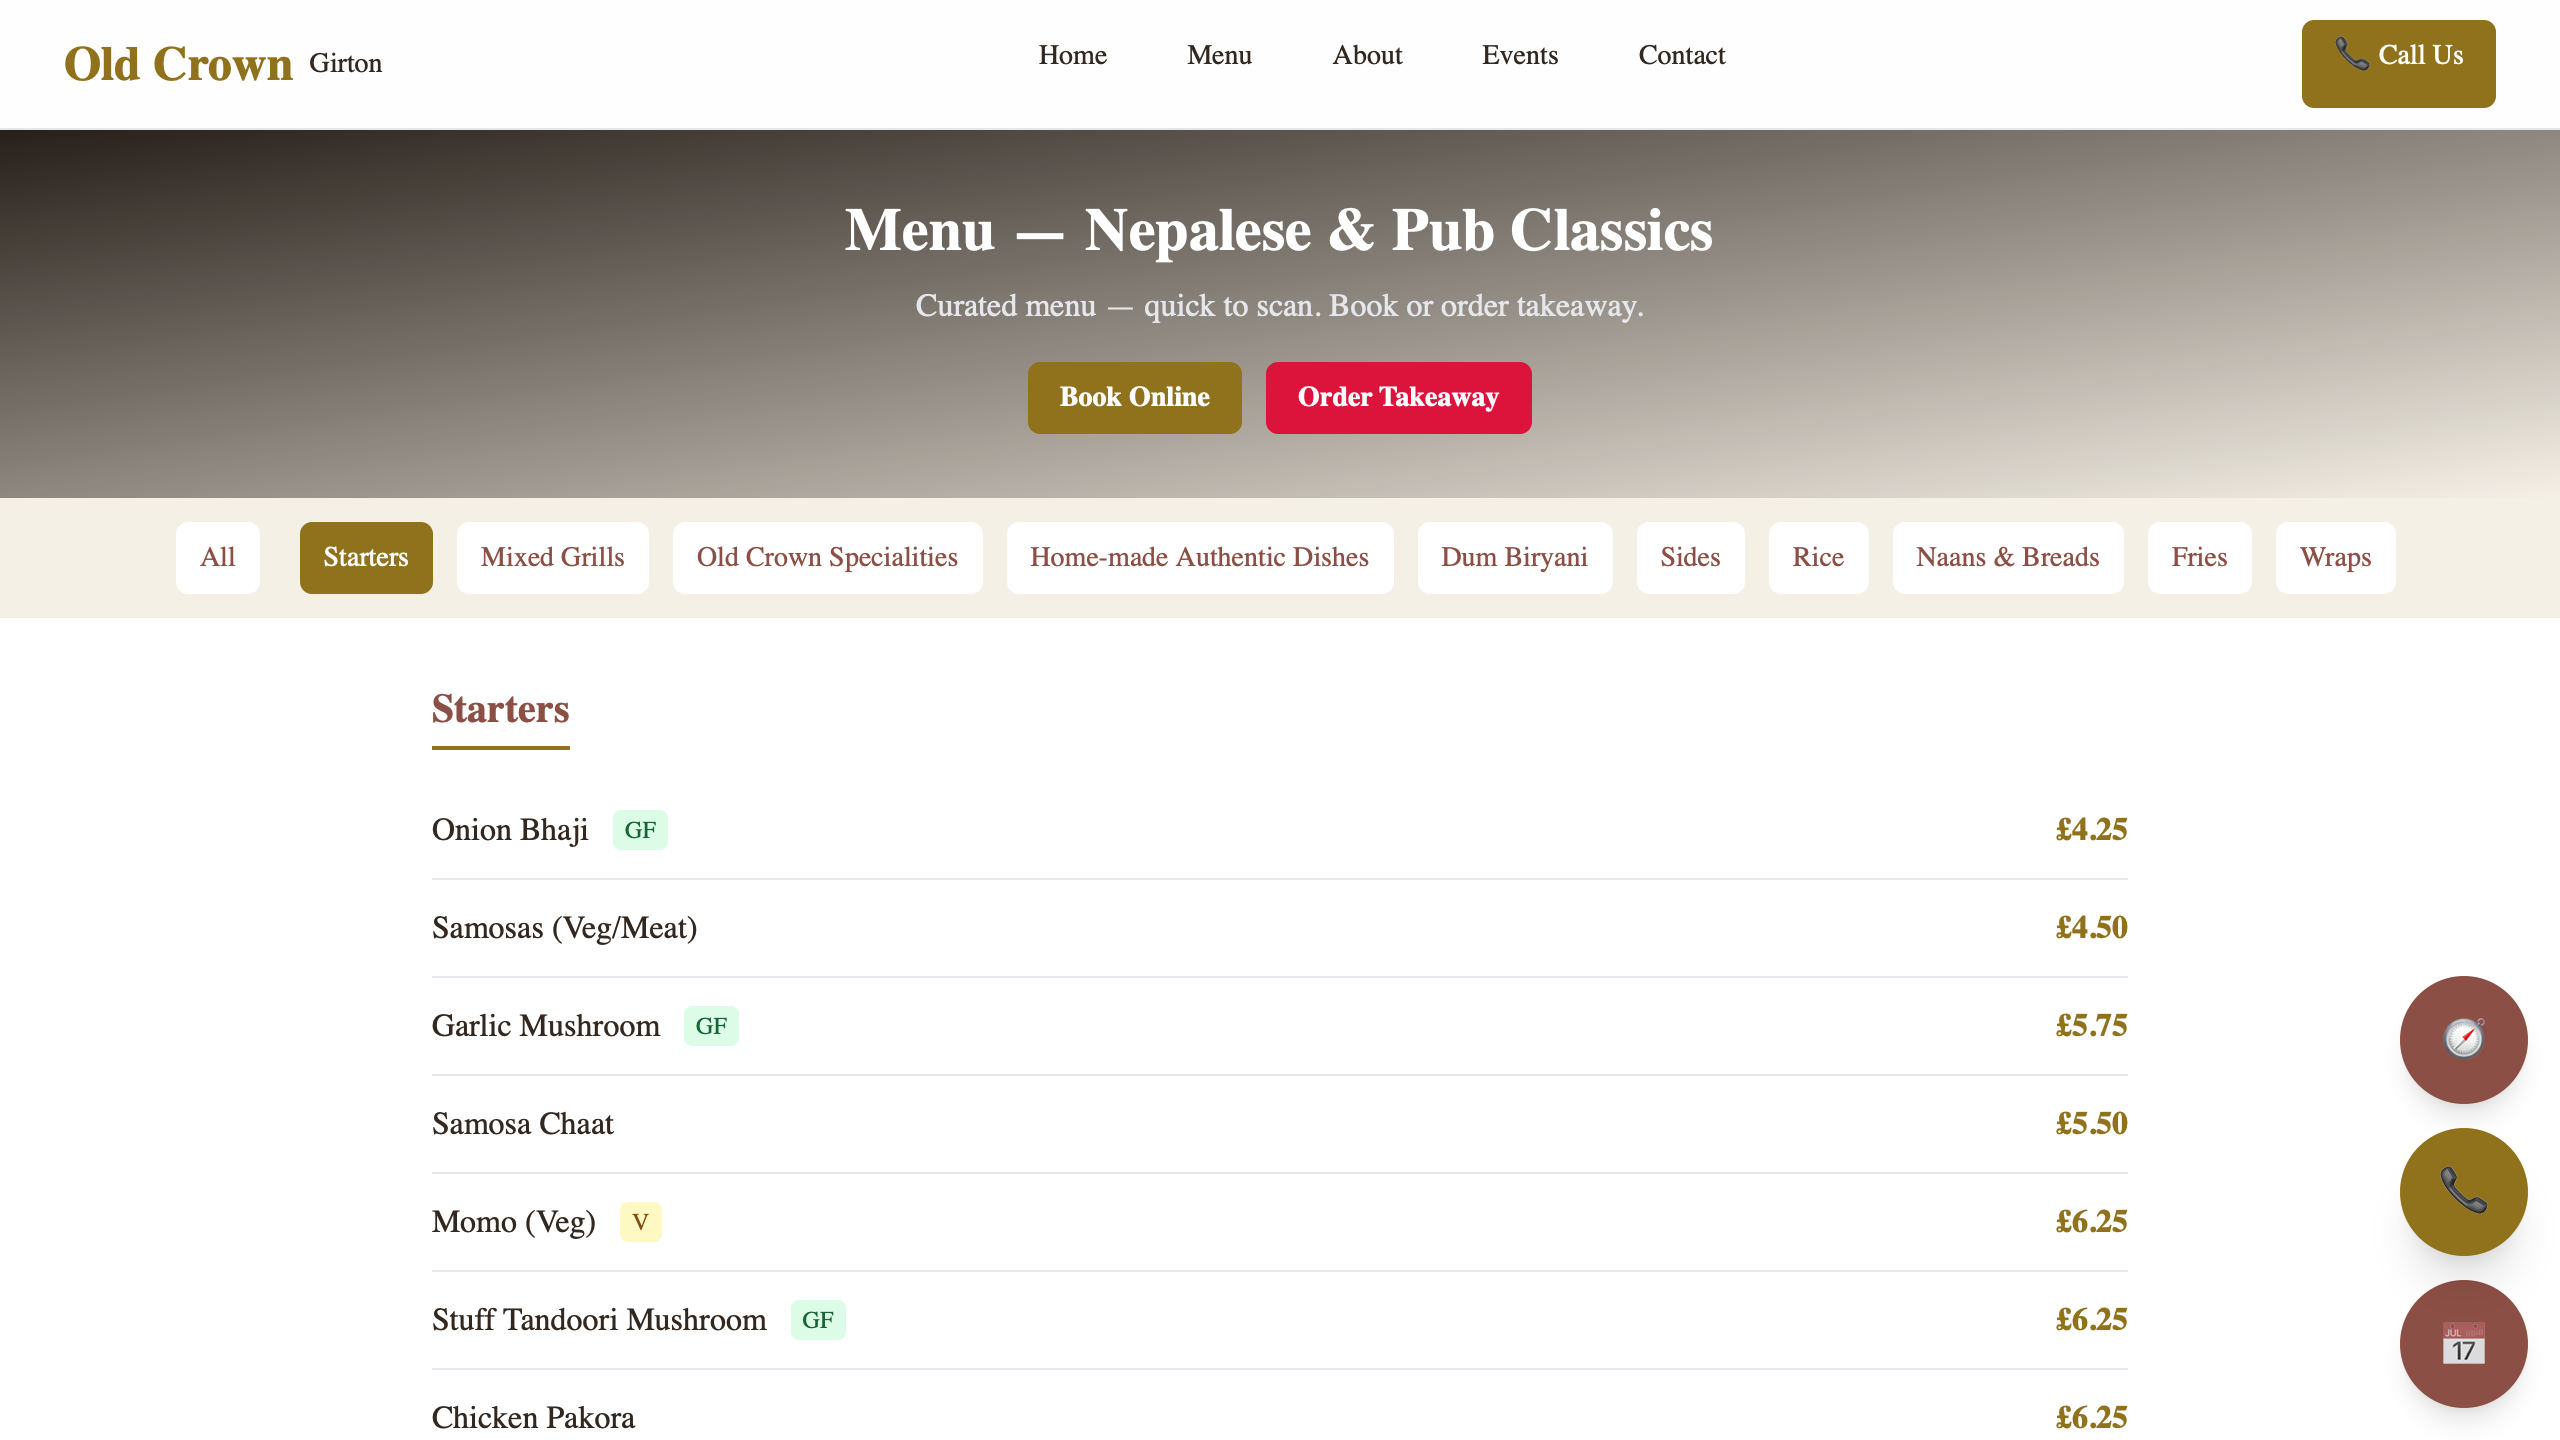 Old Crown Girton
Home Menu About Events Contact
📞 Call Us
Menu — Nepalese & Pub Classics
Curated menu — quick to scan. Book or order takeaway.
Book Online Order Takeaway
All Starters Mixed Grills Old Crown Specialities Home-made Authentic Dishes Dum Biryani Sides Rice Naans & Breads Fries Wraps
Starters
Onion Bhaji GF £4.25
Samosas (Veg/Meat) £4.50
Garlic Mushroom GF £5.75
Samosa Chaat £5.50
Momo (Veg) V £6.25
Stuff Tandoori Mushroom GF £6.25
Chicken Pakora £6.25
JUL
17